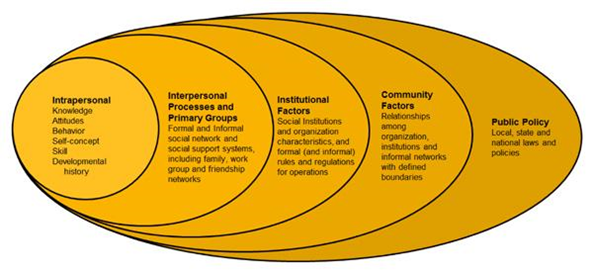 Intrapersonal
Knowledge
Attitudes
Behavior
Self-concept
Skill
Developmental
history
Interpersonal
Processes and
Primary Groups
Formal and Informal
social network and
social support systems,
including family, work
group and friendship
networks
Institutional
Factors
Social Institutions
and organization
characteristics, and
formal (and informal)
rules and regulations
for operations
Community
Factors
Relationships
among
organization,
institutions and
informal networks
with defined
boundaries
Public Policy
Local, state and
national laws and
policies